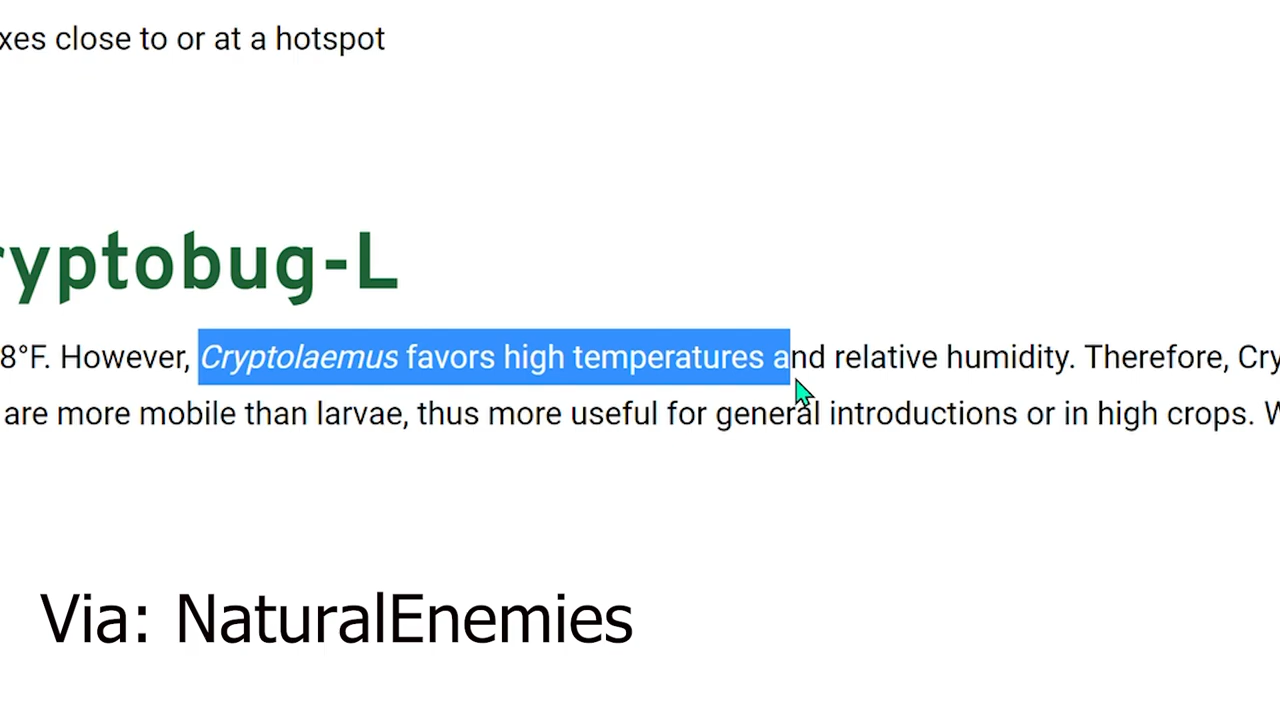 xes close to or at a hotspot
ryptobug-L
8°F. However, Cryptolaemus favors high temperatures and relative humidity. Therefore, Cry
are more mobile than larvae, thus more useful for general introductions or in high crops. W
Via: NaturalEnemies